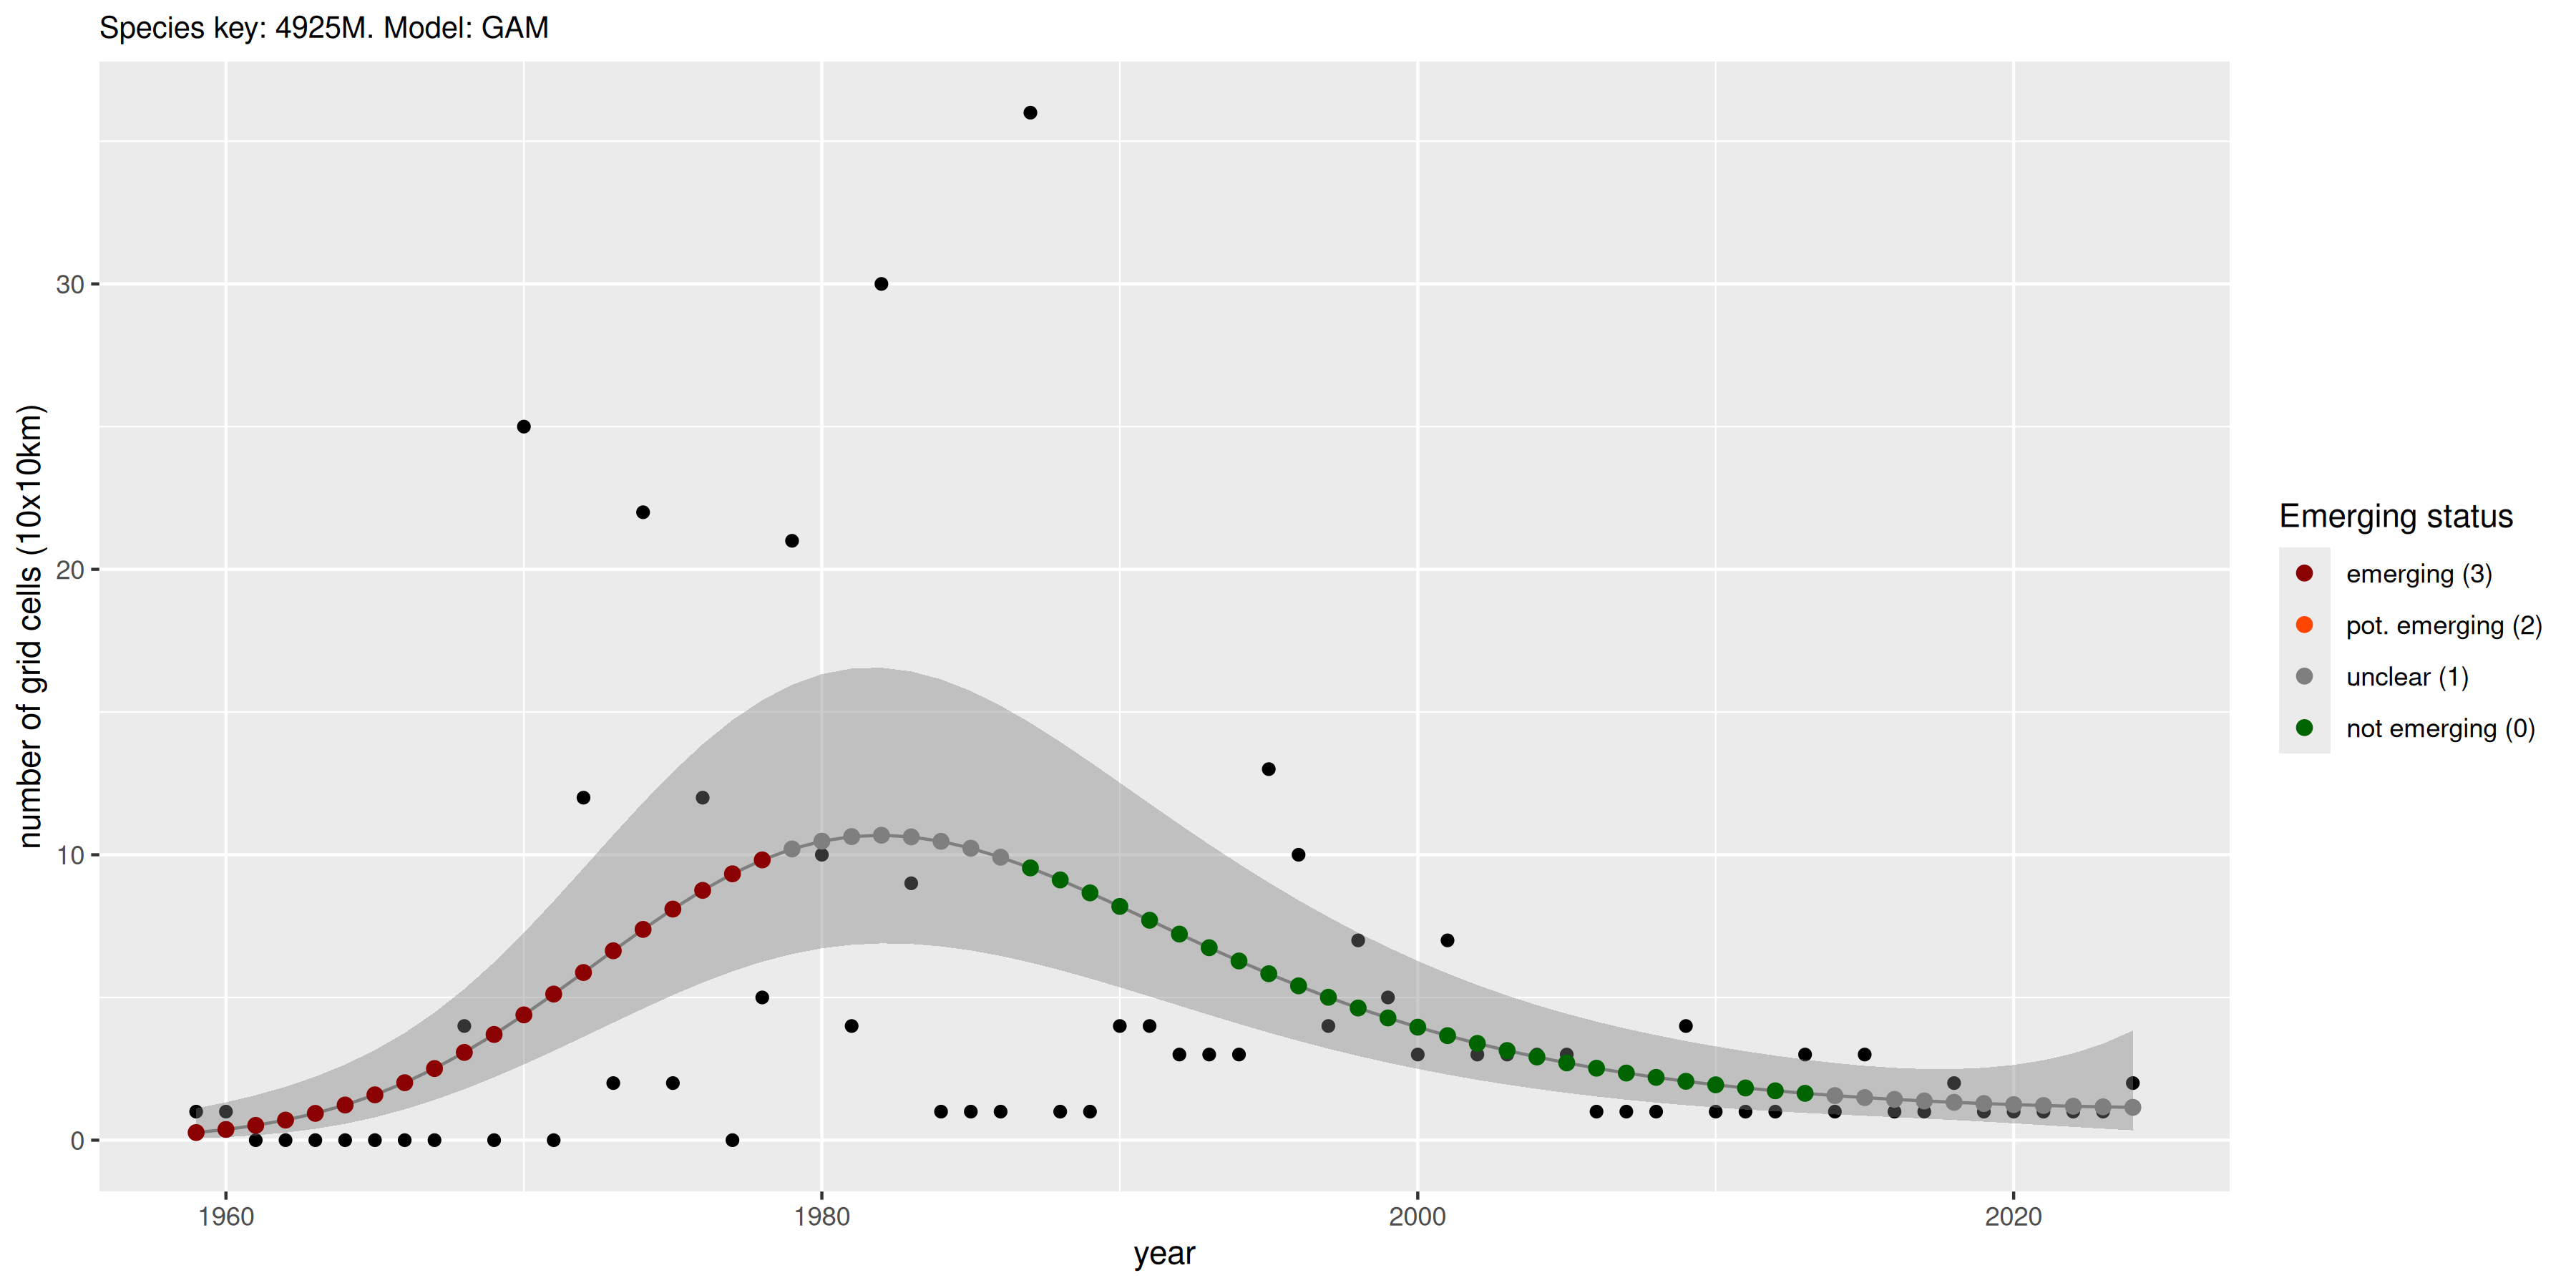 Species key: 4925M. Model: GAM
number of grid cells (10x10km)
30
20
10
0
1960
1980
2000
2020
year
Emerging status
emerging (3)
pot. emerging (2)
unclear (1)
not emerging (0)